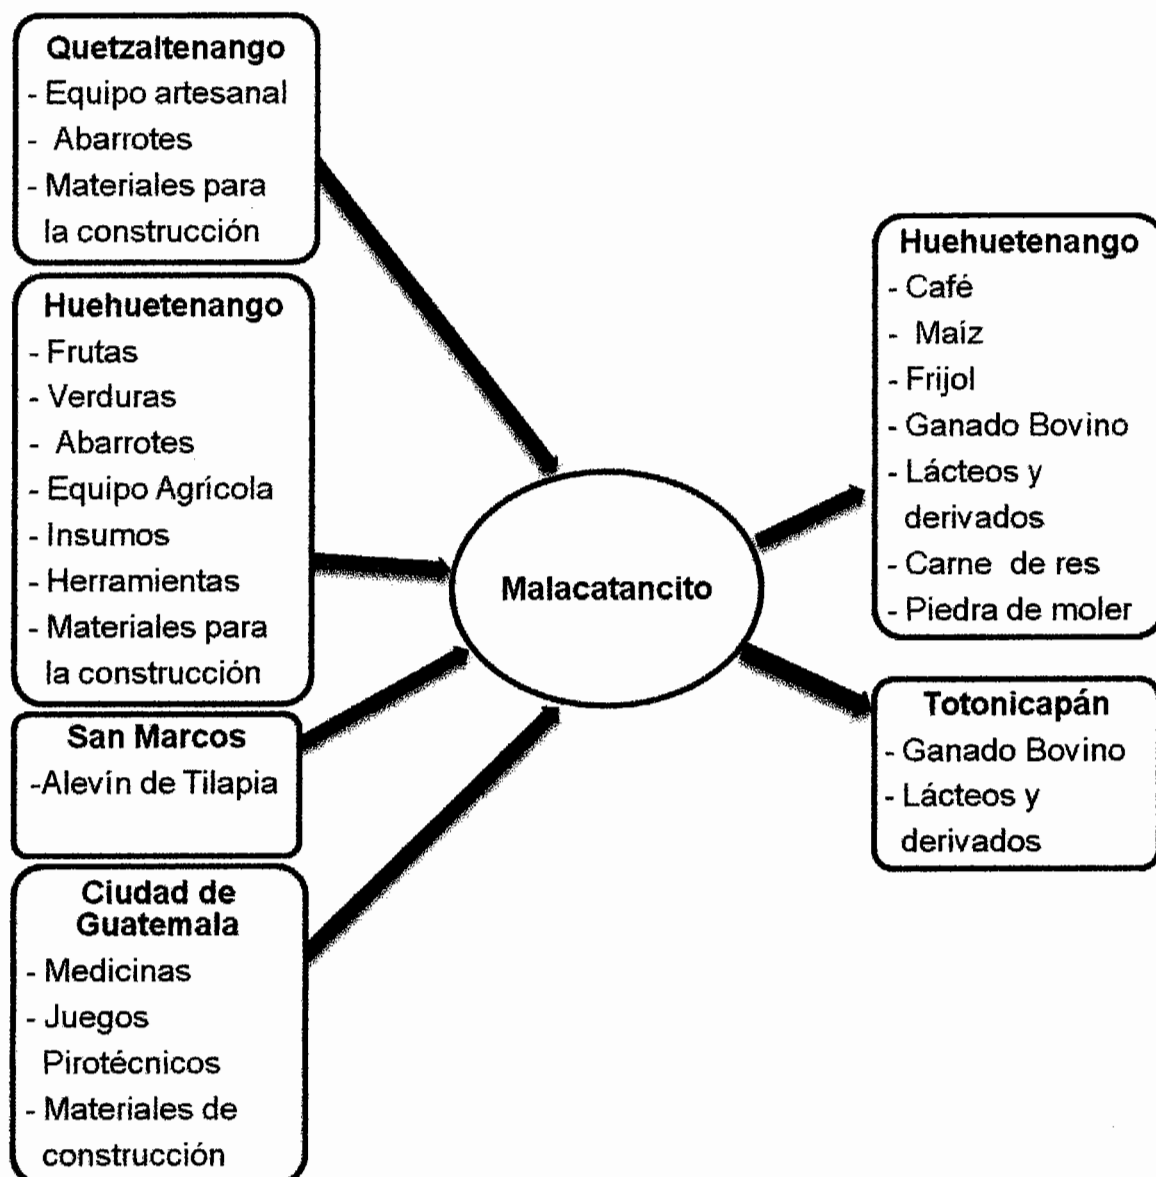 Quetzaltenango
- Equipo artesanal
- Abarrotes
- Materiales para
la construcción
Huehuetenango
- Frutas
- Verduras
- Abarrotes
- Equipo Agrícola
- Insumos
- Herramientas
- Materiales para
la construcción
San Marcos
-Alevín de Tilapia
Ciudad de
Guatemala
- Medicinas
- Juegos
Pirotécnicos
- Materiales de
construcción
Malacatancito
Huehuetenango
- Café
- Maíz
- Frijol
- Ganado Bovino
- Lácteos y
derivados
- Carne de res
- Piedra de moler
Totonicapán
- Ganado Bovino
- Lácteos y
derivados